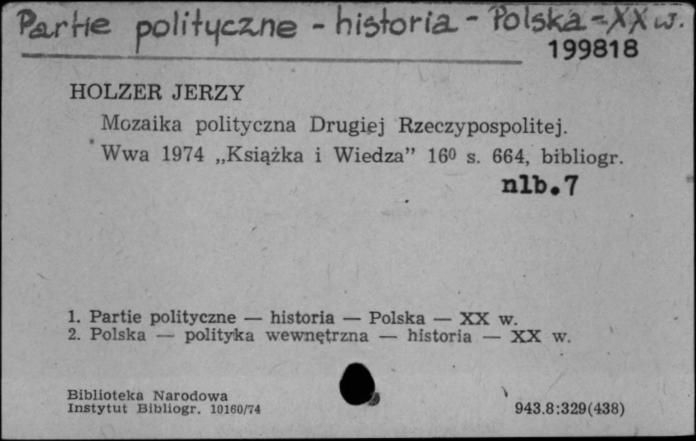 Partie polityczne - historia - Polska - XX w.
199818
HOLZER JERZY
Mozaika polityczna Drugiej Rzeczypospolitej.
Wwa 1974 „Książka i Wiedza” 16⁰ s. 664, bibliogr.
nlb.7
1. Partie polityczne — historia — Polska — XX w.
2. Polska — polityka wewnętrzna — historia — XX w.
Biblioteka Narodowa
Instytut Bibliogr. 10160/74
943.8:329(438)